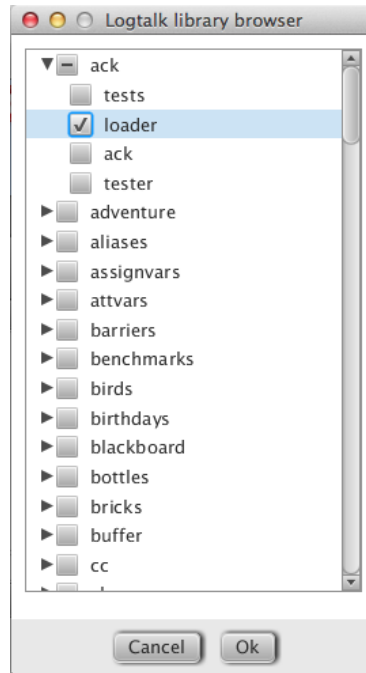 Logtalk library browser
ack
tests
loader
ack
tester
adventure
aliases
assignvars
attvars
barriers
benchmarks
birds
birthdays
blackboard
bottles
bricks
buffer
cc
Cancel
Ok